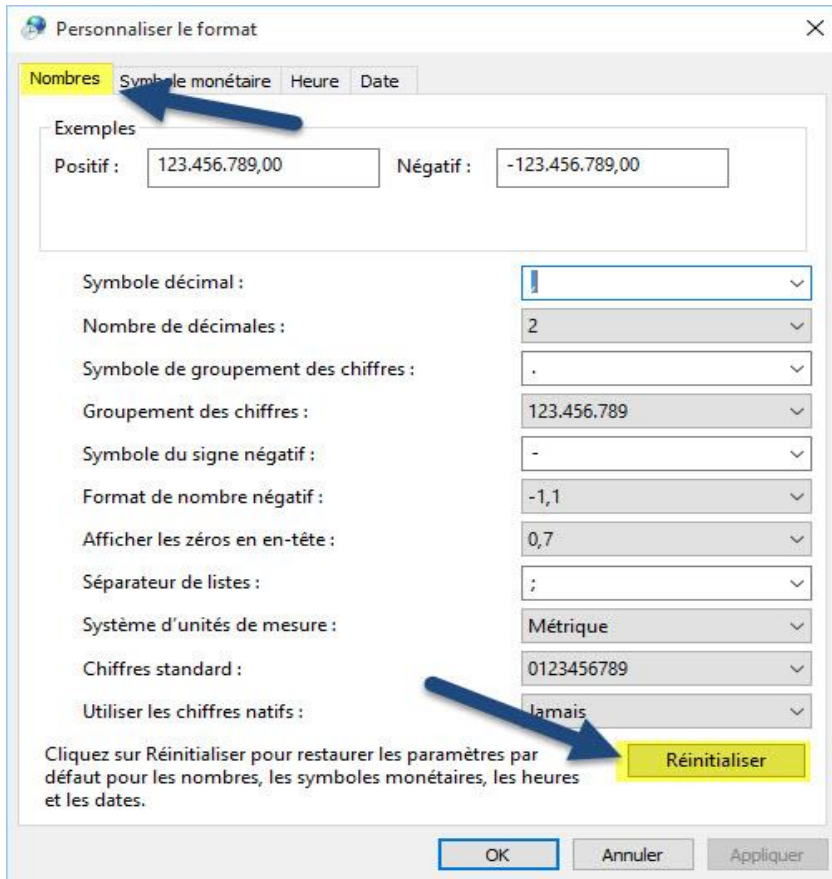 Personnaliser le format
Nombres Symbole monétaire Heure Date
Exemples
Positif : 123.456.789,00 Négatif : -123.456.789,00
Symbole décimal : ,
Nombre de décimales : 2
Symbole de groupement des chiffres : .
Groupement des chiffres : 123.456.789
Symbole du signe négatif : -
Format de nombre négatif : -1,1
Afficher les zéros en en-tête : 0,7
Séparateur de listes : ;
Système d'unités de mesure : Métrique
Chiffres standard : 0123456789
Utiliser les chiffres natifs : Jamais
Cliquez sur Réinitialiser pour restaurer les paramètres par
défaut pour les nombres, les symboles monétaires, les heures
et les dates.
Réinitialiser
OK Annuler Appliquer